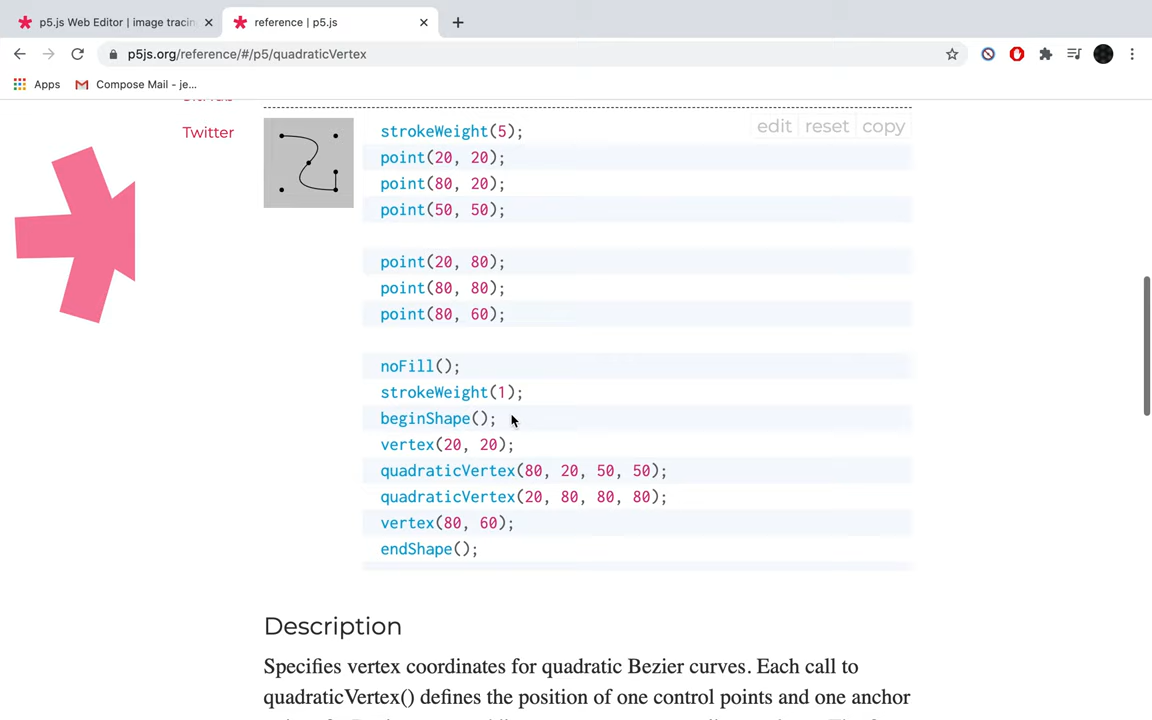 p5.js Web Editor | image tracin
reference | p5.js
p5js.org/reference/#/p5/quadraticVertex
Apps
Compose Mail - je...
Twitter
edit reset copy
strokeWeight(5);
point(20, 20);
point(80, 20);
point(50, 50);
point(20, 80);
point(80, 80);
point(80, 60);
noFill();
strokeWeight(1);
beginShape();
vertex(20, 20);
quadraticVertex(80, 20, 50, 50);
quadraticVertex(20, 80, 80, 80);
vertex(80, 60);
endShape();
Description
Specifies vertex coordinates for quadratic Bezier curves. Each call to
quadraticVertex() defines the position of one control points and one anchor